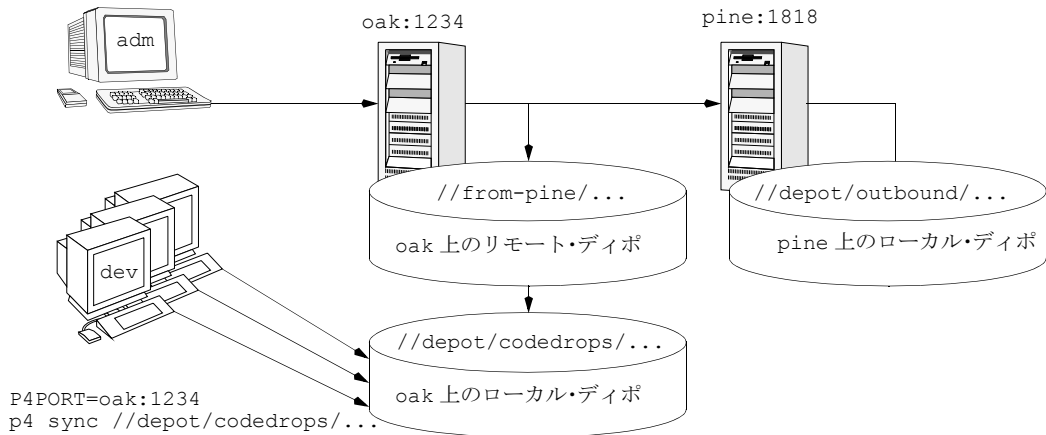 adm
oak:1234
pine:1818
//from-pine/...
oak 上のリモート・ディポ
//depot/outbound/...
pine 上のローカル・ディポ
dev
//depot/codedrops/...
oak 上のローカル・ディポ
P4PORT=oak:1234
p4 sync //depot/codedrops/...